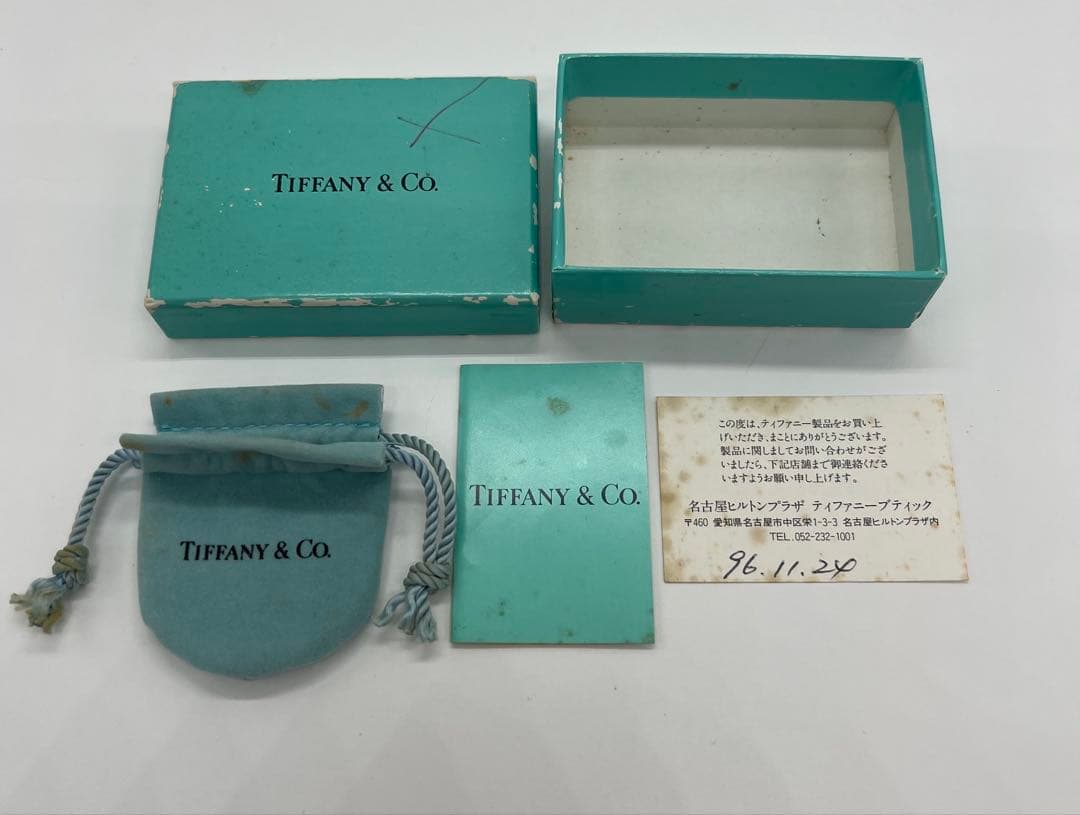 TIFFANY & CO.
TIFFANY & CO.
TIFFANY & CO.
この度は、ティファニー製品をお買い上
げいただき、まことにありがとうございます。
製品に関しましてお問い合わせがござ
いましたら、下記店舗まで御連絡くださ
いますようお願い申し上げます。
名古屋ヒルトンプラザ ティファニーブティック
〒460 愛知県名古屋市中区栄1-3-3 名古屋ヒルトンプラザ内
TEL.052-232-1001
96.11.24